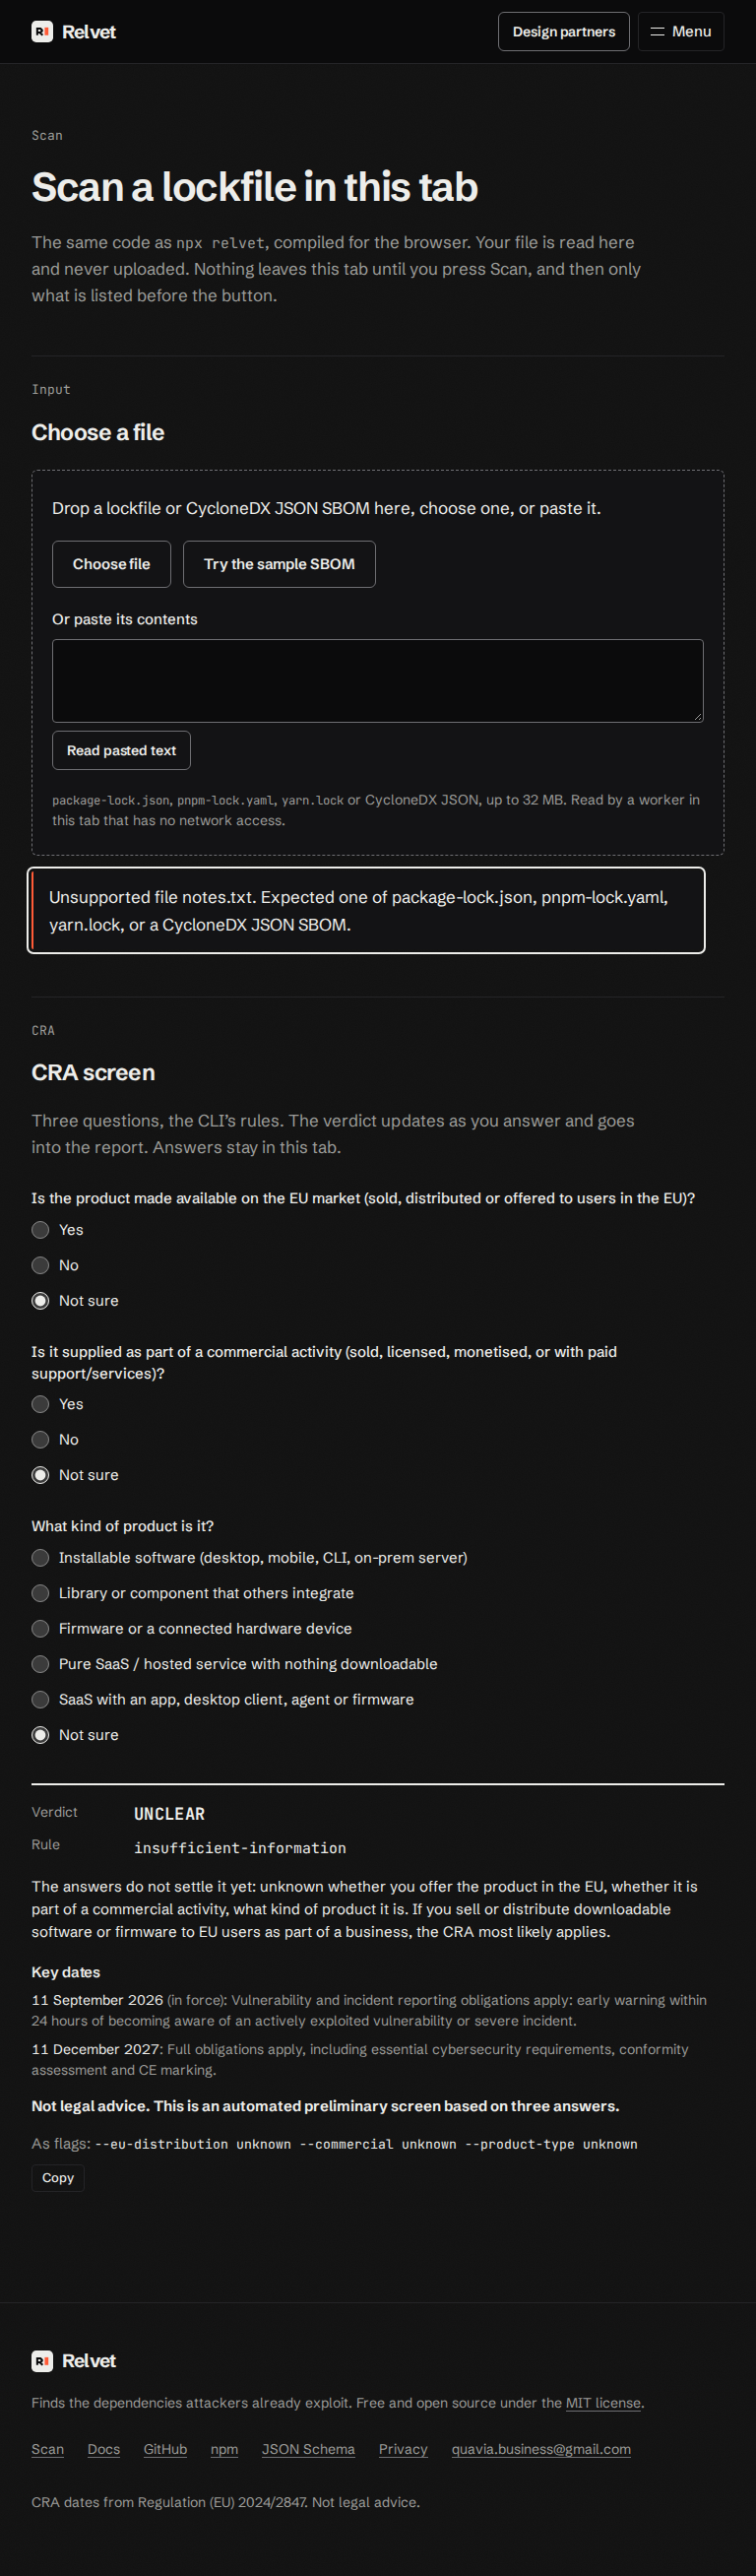 Relvet
Design partners
Menu
Scan
Scan a lockfile in this tab
The same code as npx relvet, compiled for the browser. Your file is read here
and never uploaded. Nothing leaves this tab until you press Scan, and then only
what is listed before the button.
Input
Choose a file
Drop a lockfile or CycloneDX JSON SBOM here, choose one, or paste it.
Choose file
Try the sample SBOM
Or paste its contents
Read pasted text
package-lock.json, pnpm-lock.yaml, yarn.lock or CycloneDX JSON, up to 32 MB. Read by a worker in
this tab that has no network access.
Unsupported file notes.txt. Expected one of package-lock.json, pnpm-lock.yaml,
yarn.lock, or a CycloneDX JSON SBOM.
CRA
CRA screen
Three questions, the CLI’s rules. The verdict updates as you answer and goes
into the report. Answers stay in this tab.
Is the product made available on the EU market (sold, distributed or offered to users in the EU)?
Yes
No
Not sure
Is it supplied as part of a commercial activity (sold, licensed, monetised, or with paid
support/services)?
Yes
No
Not sure
What kind of product is it?
Installable software (desktop, mobile, CLI, on-prem server)
Library or component that others integrate
Firmware or a connected hardware device
Pure SaaS / hosted service with nothing downloadable
SaaS with an app, desktop client, agent or firmware
Not sure
Verdict UNCLEAR
Rule insufficient-information
The answers do not settle it yet: unknown whether you offer the product in the EU, whether it is
part of a commercial activity, what kind of product it is. If you sell or distribute downloadable
software or firmware to EU users as part of a business, the CRA most likely applies.
Key dates
11 September 2026 (in force): Vulnerability and incident reporting obligations apply: early warning within
24 hours of becoming aware of an actively exploited vulnerability or severe incident.
11 December 2027: Full obligations apply, including essential cybersecurity requirements, conformity
assessment and CE marking.
Not legal advice. This is an automated preliminary screen based on three answers.
As flags: --eu-distribution unknown --commercial unknown --product-type unknown
Copy
Relvet
Finds the dependencies attackers already exploit. Free and open source under the MIT license.
Scan Docs GitHub npm JSON Schema Privacy quavia.business@gmail.com
CRA dates from Regulation (EU) 2024/2847. Not legal advice.